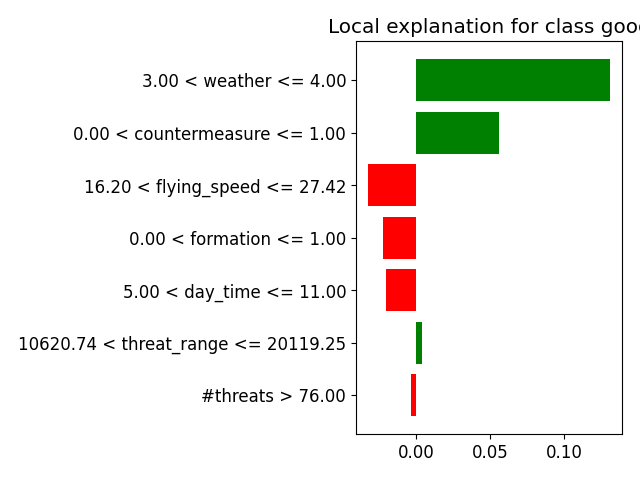 Local explanation for class good
3.00 < weather <= 4.00
0.00 < countermeasure <= 1.00
16.20 < flying_speed <= 27.42
0.00 < formation <= 1.00
5.00 < day_time <= 11.00
10620.74 < threat_range <= 20119.25
#threats > 76.00
0.00 0.05 0.10